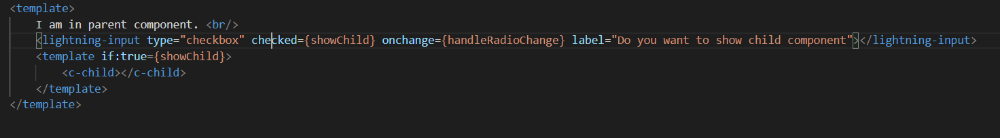 <template>
I am in parent component. <br/>
<lightning-input type="checkbox" checked={showChild} onchange={handleRadioChange} label="Do you want to show child component"></lightning-input>
<template if:true={showChild}>
<c-child></c-child>
</template>
</template>